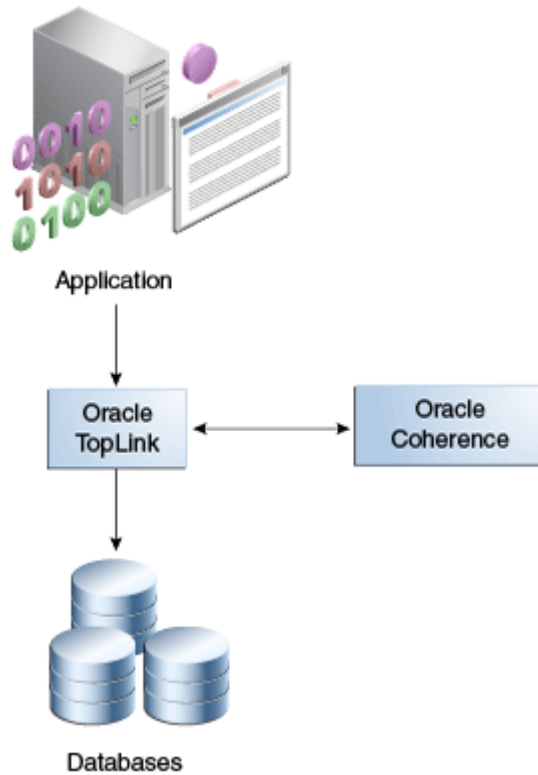 0010
1010
0100
Application
Oracle
TopLink
Oracle
Coherence
Databases